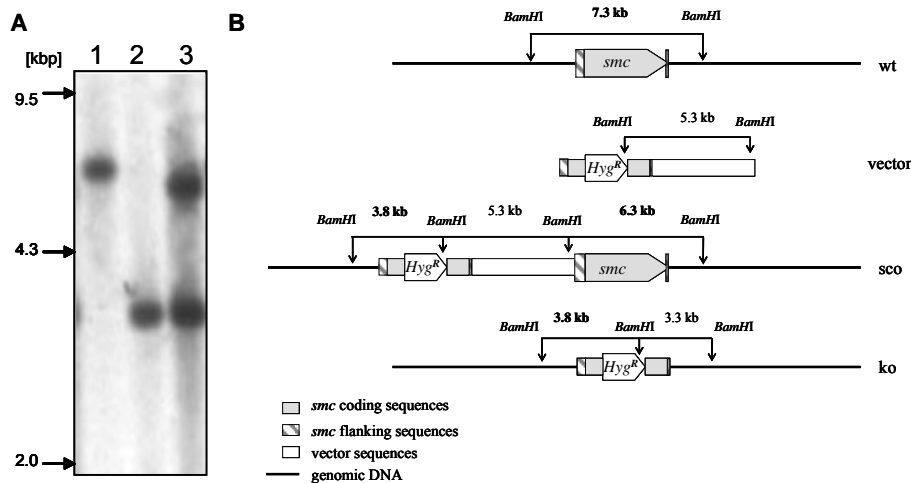 A
[kbp]
1 2 3
9.5
4.3
2.0
B
7.3 kb
BamHI BamHI
smc
wt
5.3 kb
BamHI BamHI
Hyg^R
vector
3.8 kb 5.3 kb 6.3 kb
BamHI BamHI BamHI BamHI
Hyg^R smc
sco
3.8 kb 3.3 kb
BamHI BamHI BamHI
Hyg^R
ko
smc coding sequences
smc flanking sequences
vector sequences
genomic DNA